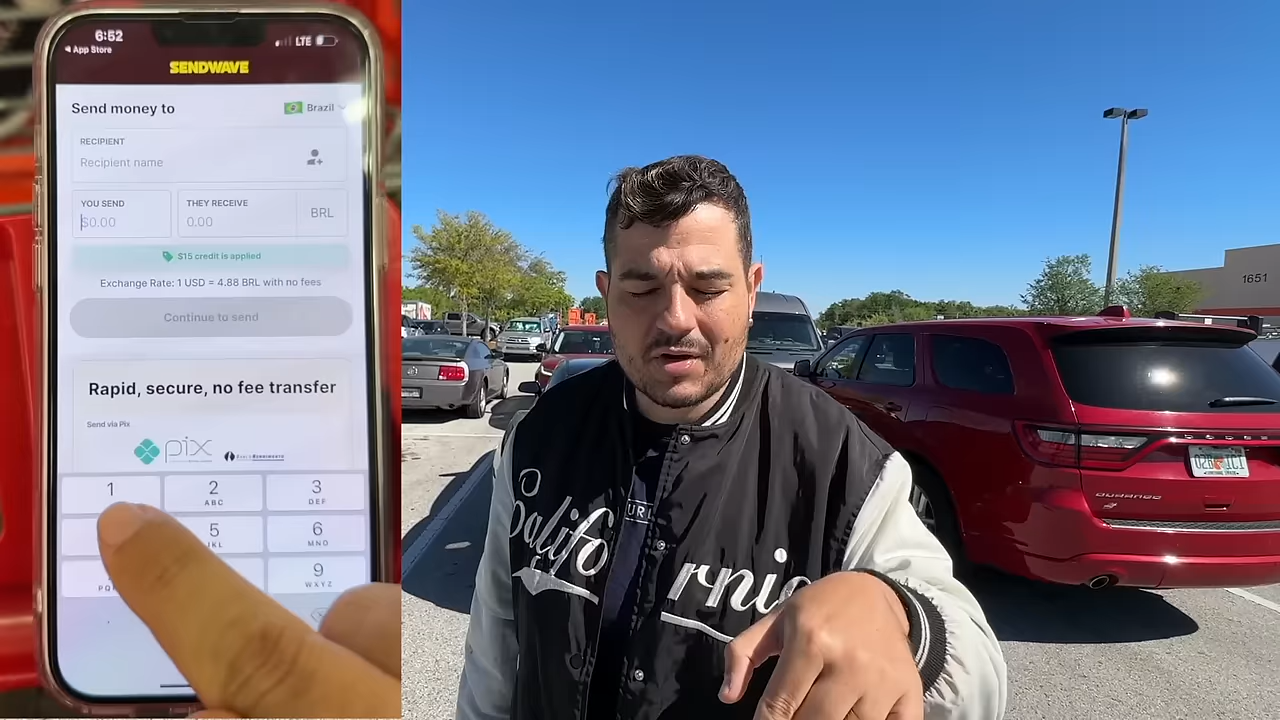 6:52
App Store
LTE
SENDWAVE
Send money to
Brazil
RECIPIENT
Recipient name
YOU SEND
$0.00
THEY RECEIVE
0.00
BRL
$15 credit is applied
Exchange Rate: 1 USD = 4.88 BRL with no fees
Continue to send
Rapid, secure, no fee transfer
Send via Pix
pix
1
2
ABC
3
DEF
5
JKL
6
MNO
9
WXYZ
1651
Califo rnia
DODGE
DURANGO